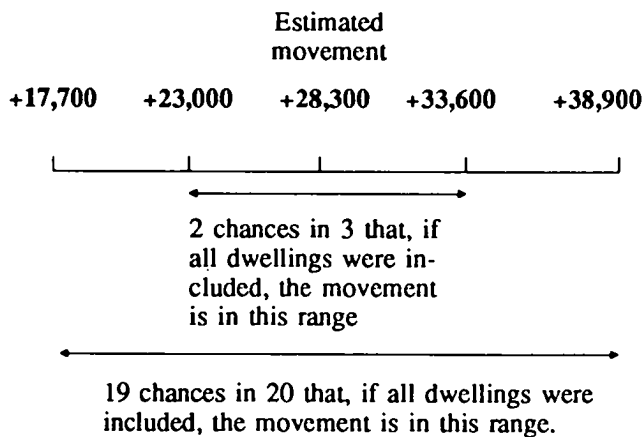 Estimated
movement
+17,700 +23,000 +28,300 +33,600 +38,900
2 chances in 3 that, if
all dwellings were in-
cluded, the movement
is in this range
19 chances in 20 that, if all dwellings were
included, the movement is in this range.